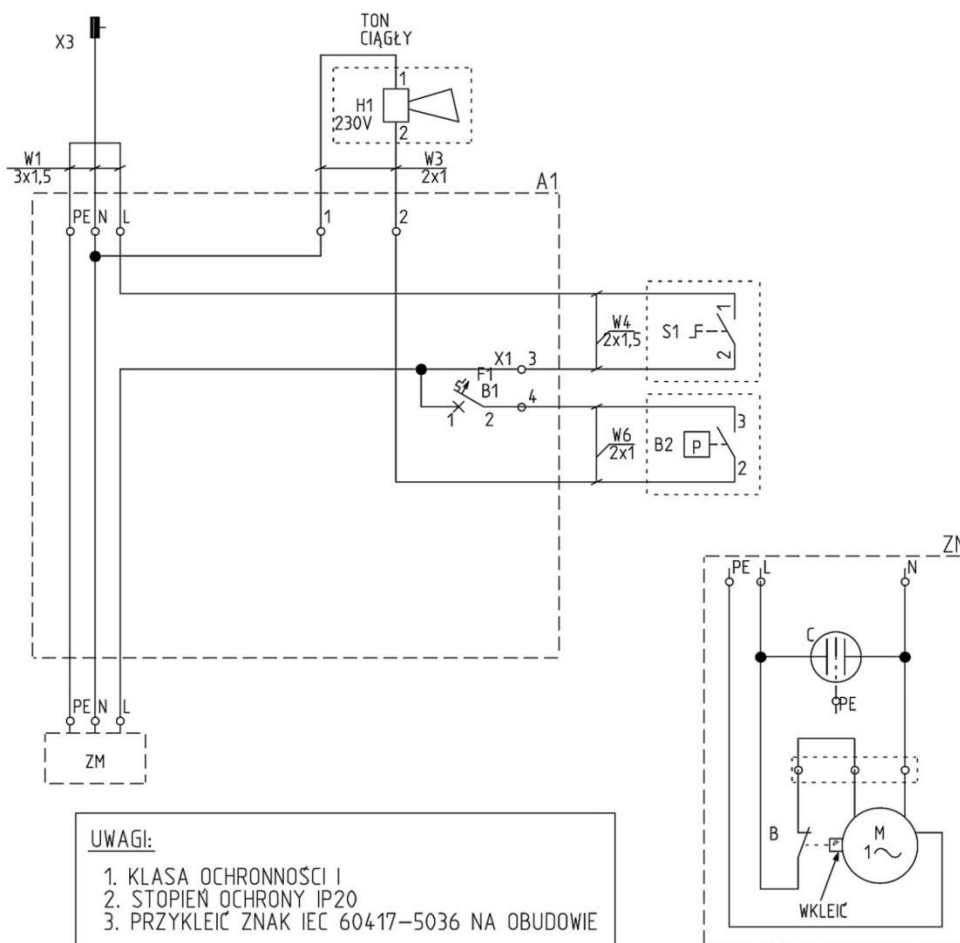 X3
TON
CIĄGŁY
1
H1
230V
2
W1
3x1,5
W3
2x1
A1
PE N L
1
2
W4
2x1,5
S1
1
2
X1 3
F1
B1
1 2
4
W6
2x1
B2 P
3
2
PE N L
ZM
ZM
PE L N
C
PE
B
M
1~
WKLEIĆ
UWAGI:
1. KLASA OCHRONNOŚCI I
2. STOPIEŃ OCHRONY IP20
3. PRZYKLEIĆ ZNAK IEC 60417-5036 NA OBUDOWIE